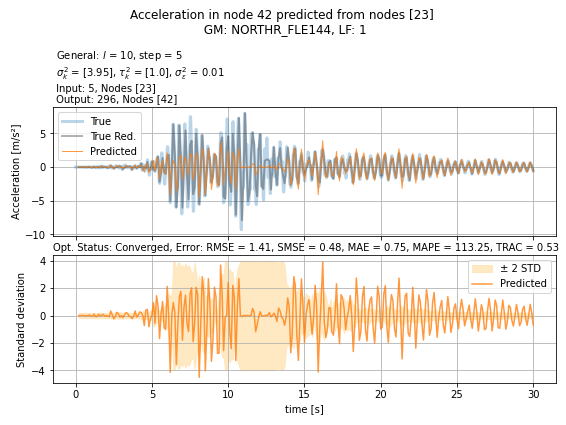 Acceleration in node 42 predicted from nodes [23]
GM: NORTHR_FLE144, LF: 1
General: l = 10, step = 5
σ²ₖ = [3.95], τ²ₖ = [1.0], σ²ε = 0.01
Input: 5, Nodes [23]
Output: 296, Nodes [42]
True
True Red.
Predicted
Acceleration [m/s²]
5
0
−5
−10
Opt. Status: Converged, Error: RMSE = 1.41, SMSE = 0.48, MAE = 0.75, MAPE = 113.25, TRAC = 0.53
± 2 STD
Predicted
Standard deviation
4
2
0
−2
−4
0 5 10 15 20 25 30
time [s]